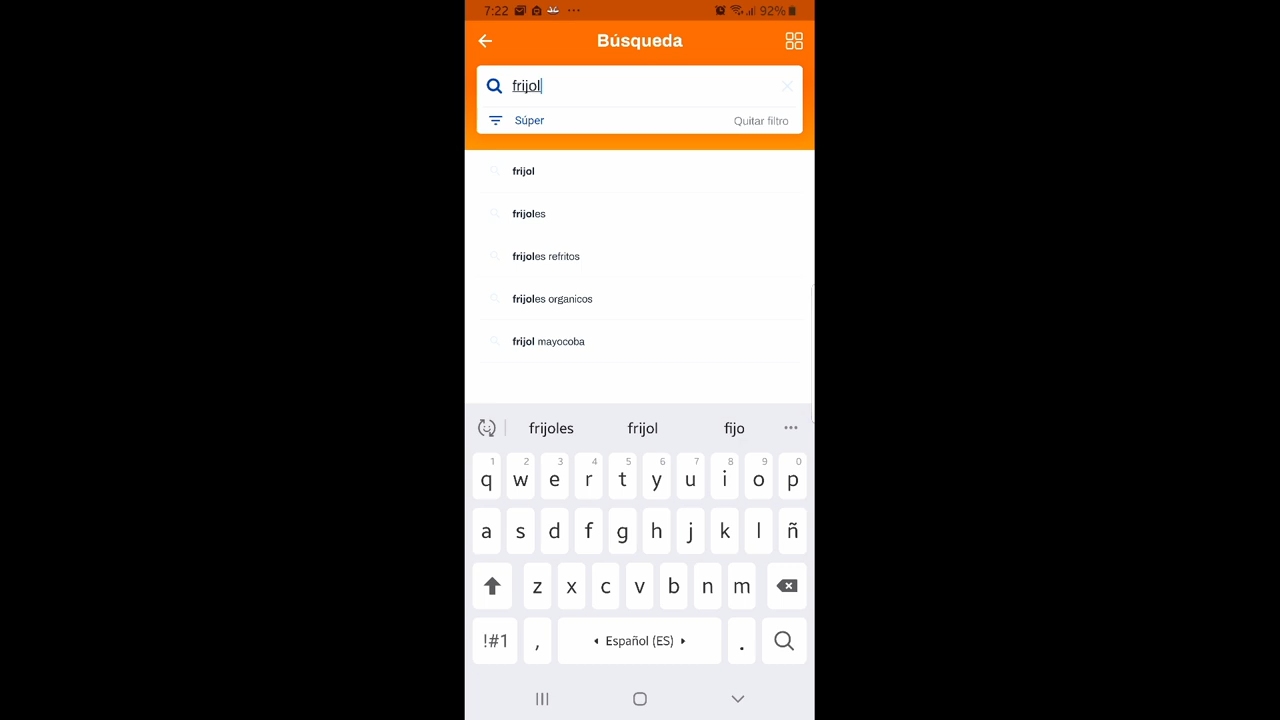 7:22 92%
Búsqueda
frijol
Súper Quitar filtro
frijol
frijoles
frijoles refritos
frijoles organicos
frijol mayocoba
frijoles frijol fijo
1 2 3 4 5 6 7 8 9 0
q w e r t y u i o p
a s d f g h j k l ñ
z x c v b n m
!#1 , Español (ES) .